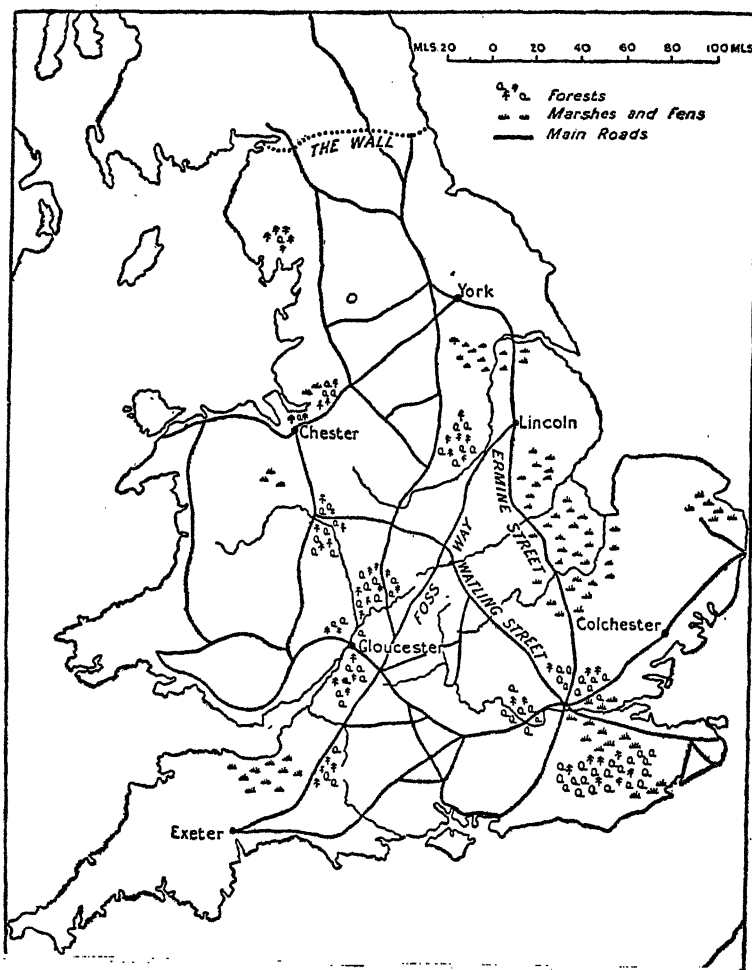 MLS. 20 0 20 40 60 80 100 MLS
Forests
Marshes and Fens
Main Roads
THE WALL
York
Lincoln
Chester
ERMINE STREET
FOSS WAY
WATLING STREET
Colchester
Gloucester
Exeter